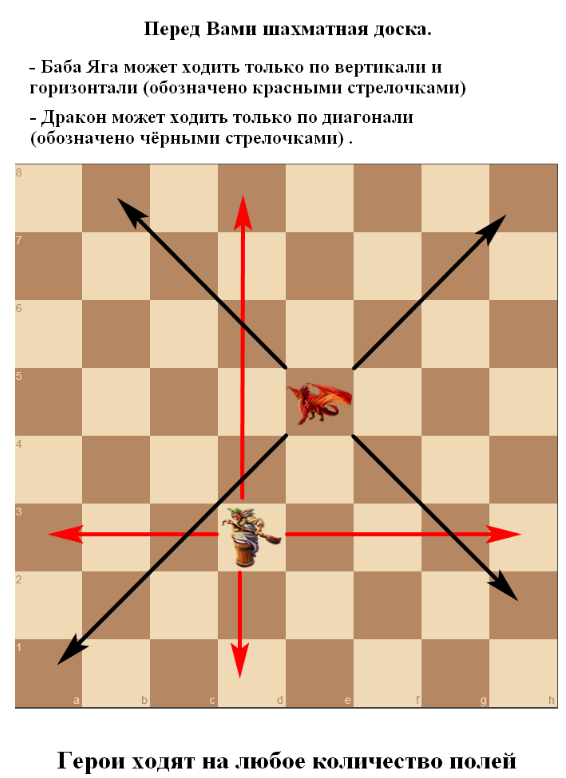 Перед Вами шахматная доска.
- Баба Яга может ходить только по вертикали и
горизонтали (обозначено красными стрелочками)
- Дракон может ходить только по диагонали
(обозначено чёрными стрелочками) .
8
7
6
5
4
3
2
1
a b c d e f g h
Герои ходят на любое количество полей